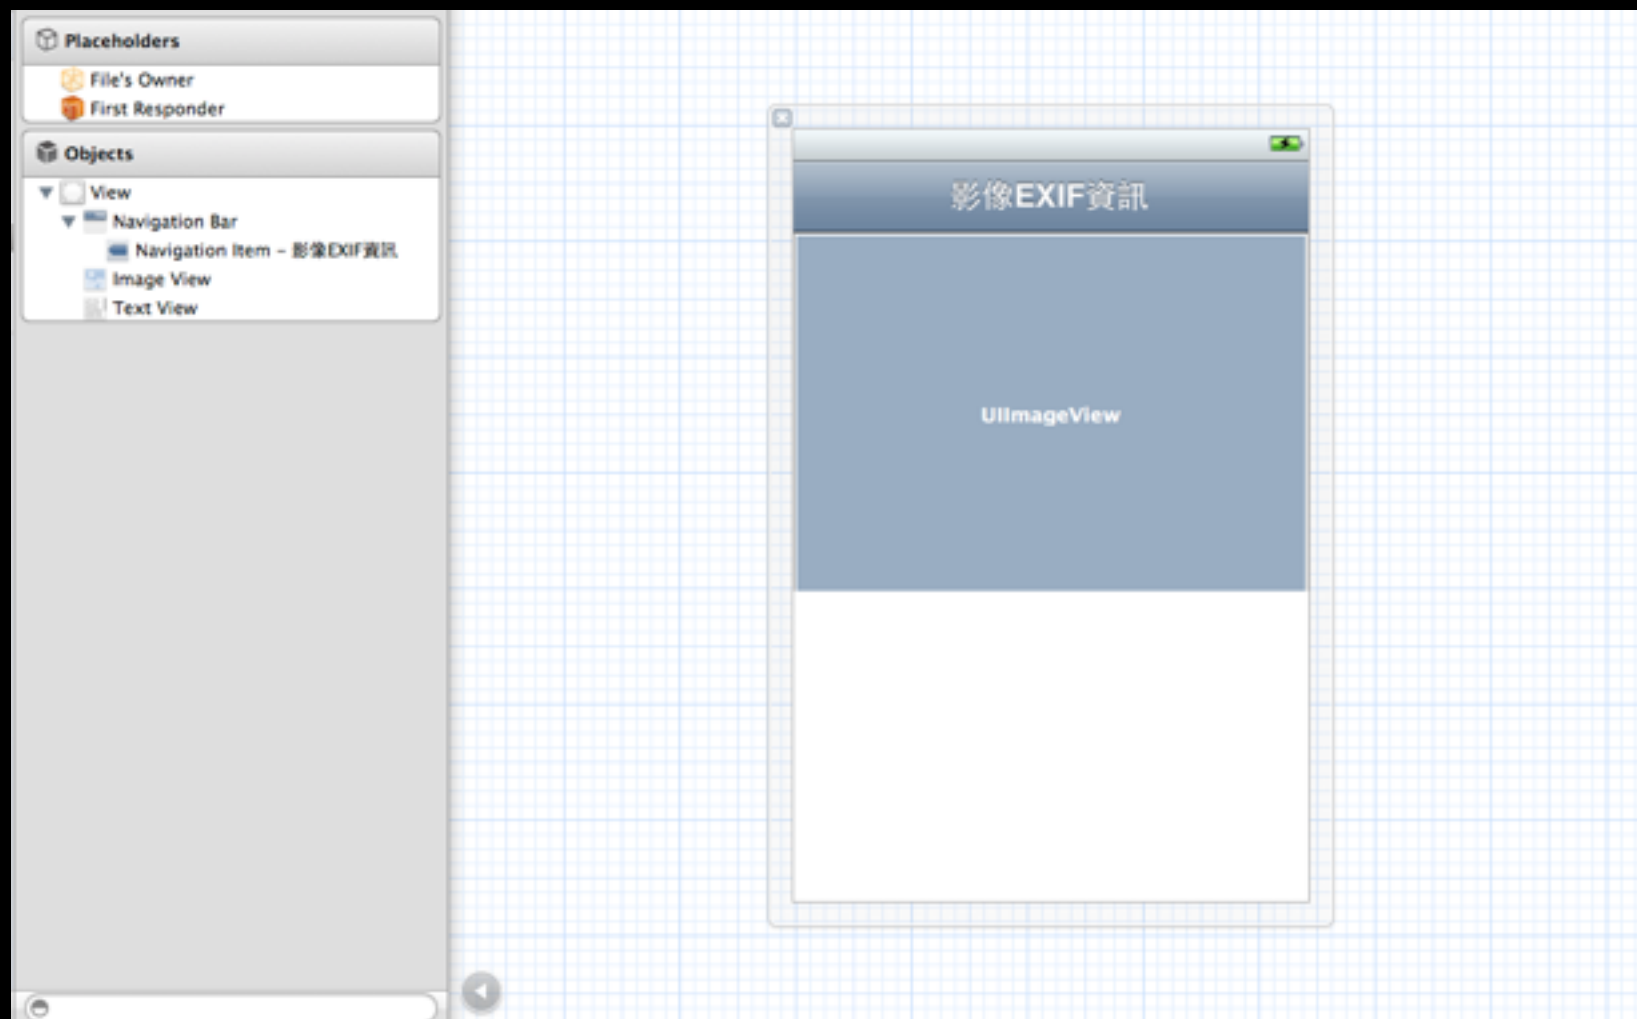 Placeholders
File's Owner
First Responder
Objects
View
Navigation Bar
Navigation Item – 影像EXIF資訊
Image View
Text View
影像EXIF資訊
UIImageView